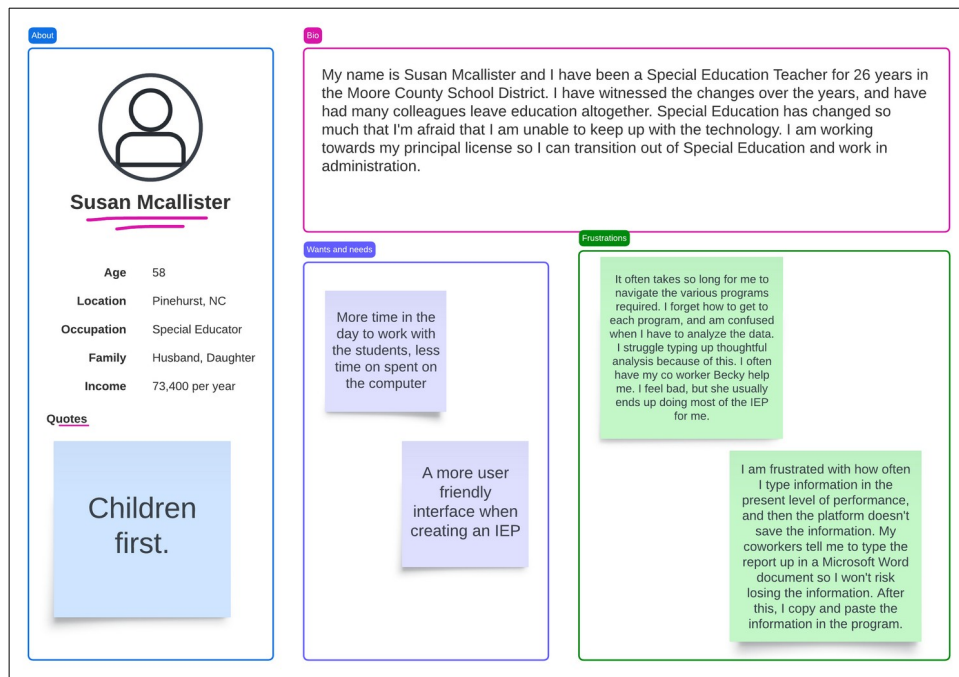 About
Susan Mcallister
Age 58
Location Pinehurst, NC
Occupation Special Educator
Family Husband, Daughter
Income 73,400 per year
Quotes
Children
first.
Bio
My name is Susan Mcallister and I have been a Special Education Teacher for 26 years in
the Moore County School District. I have witnessed the changes over the years, and have
had many colleagues leave education altogether. Special Education has changed so
much that I'm afraid that I am unable to keep up with the technology. I am working
towards my principal license so I can transition out of Special Education and work in
administration.
Wants and needs
More time in the
day to work with
the students, less
time on spent on
the computer
A more user
friendly
interface when
creating an IEP
Frustrations
It often takes so long for me to
navigate the various programs
required. I forget how to get to
each program, and am confused
when I have to analyze the data.
I struggle typing up thoughtful
analysis because of this. I often
have my co worker Becky help
me. I feel bad, but she usually
ends up doing most of the IEP
for me.
I am frustrated with how often
I type information in the
present level of performance,
and then the platform doesn't
save the information. My
coworkers tell me to type the
report up in a Microsoft Word
document so I won't risk
losing the information. After
this, I copy and paste the
information in the program.